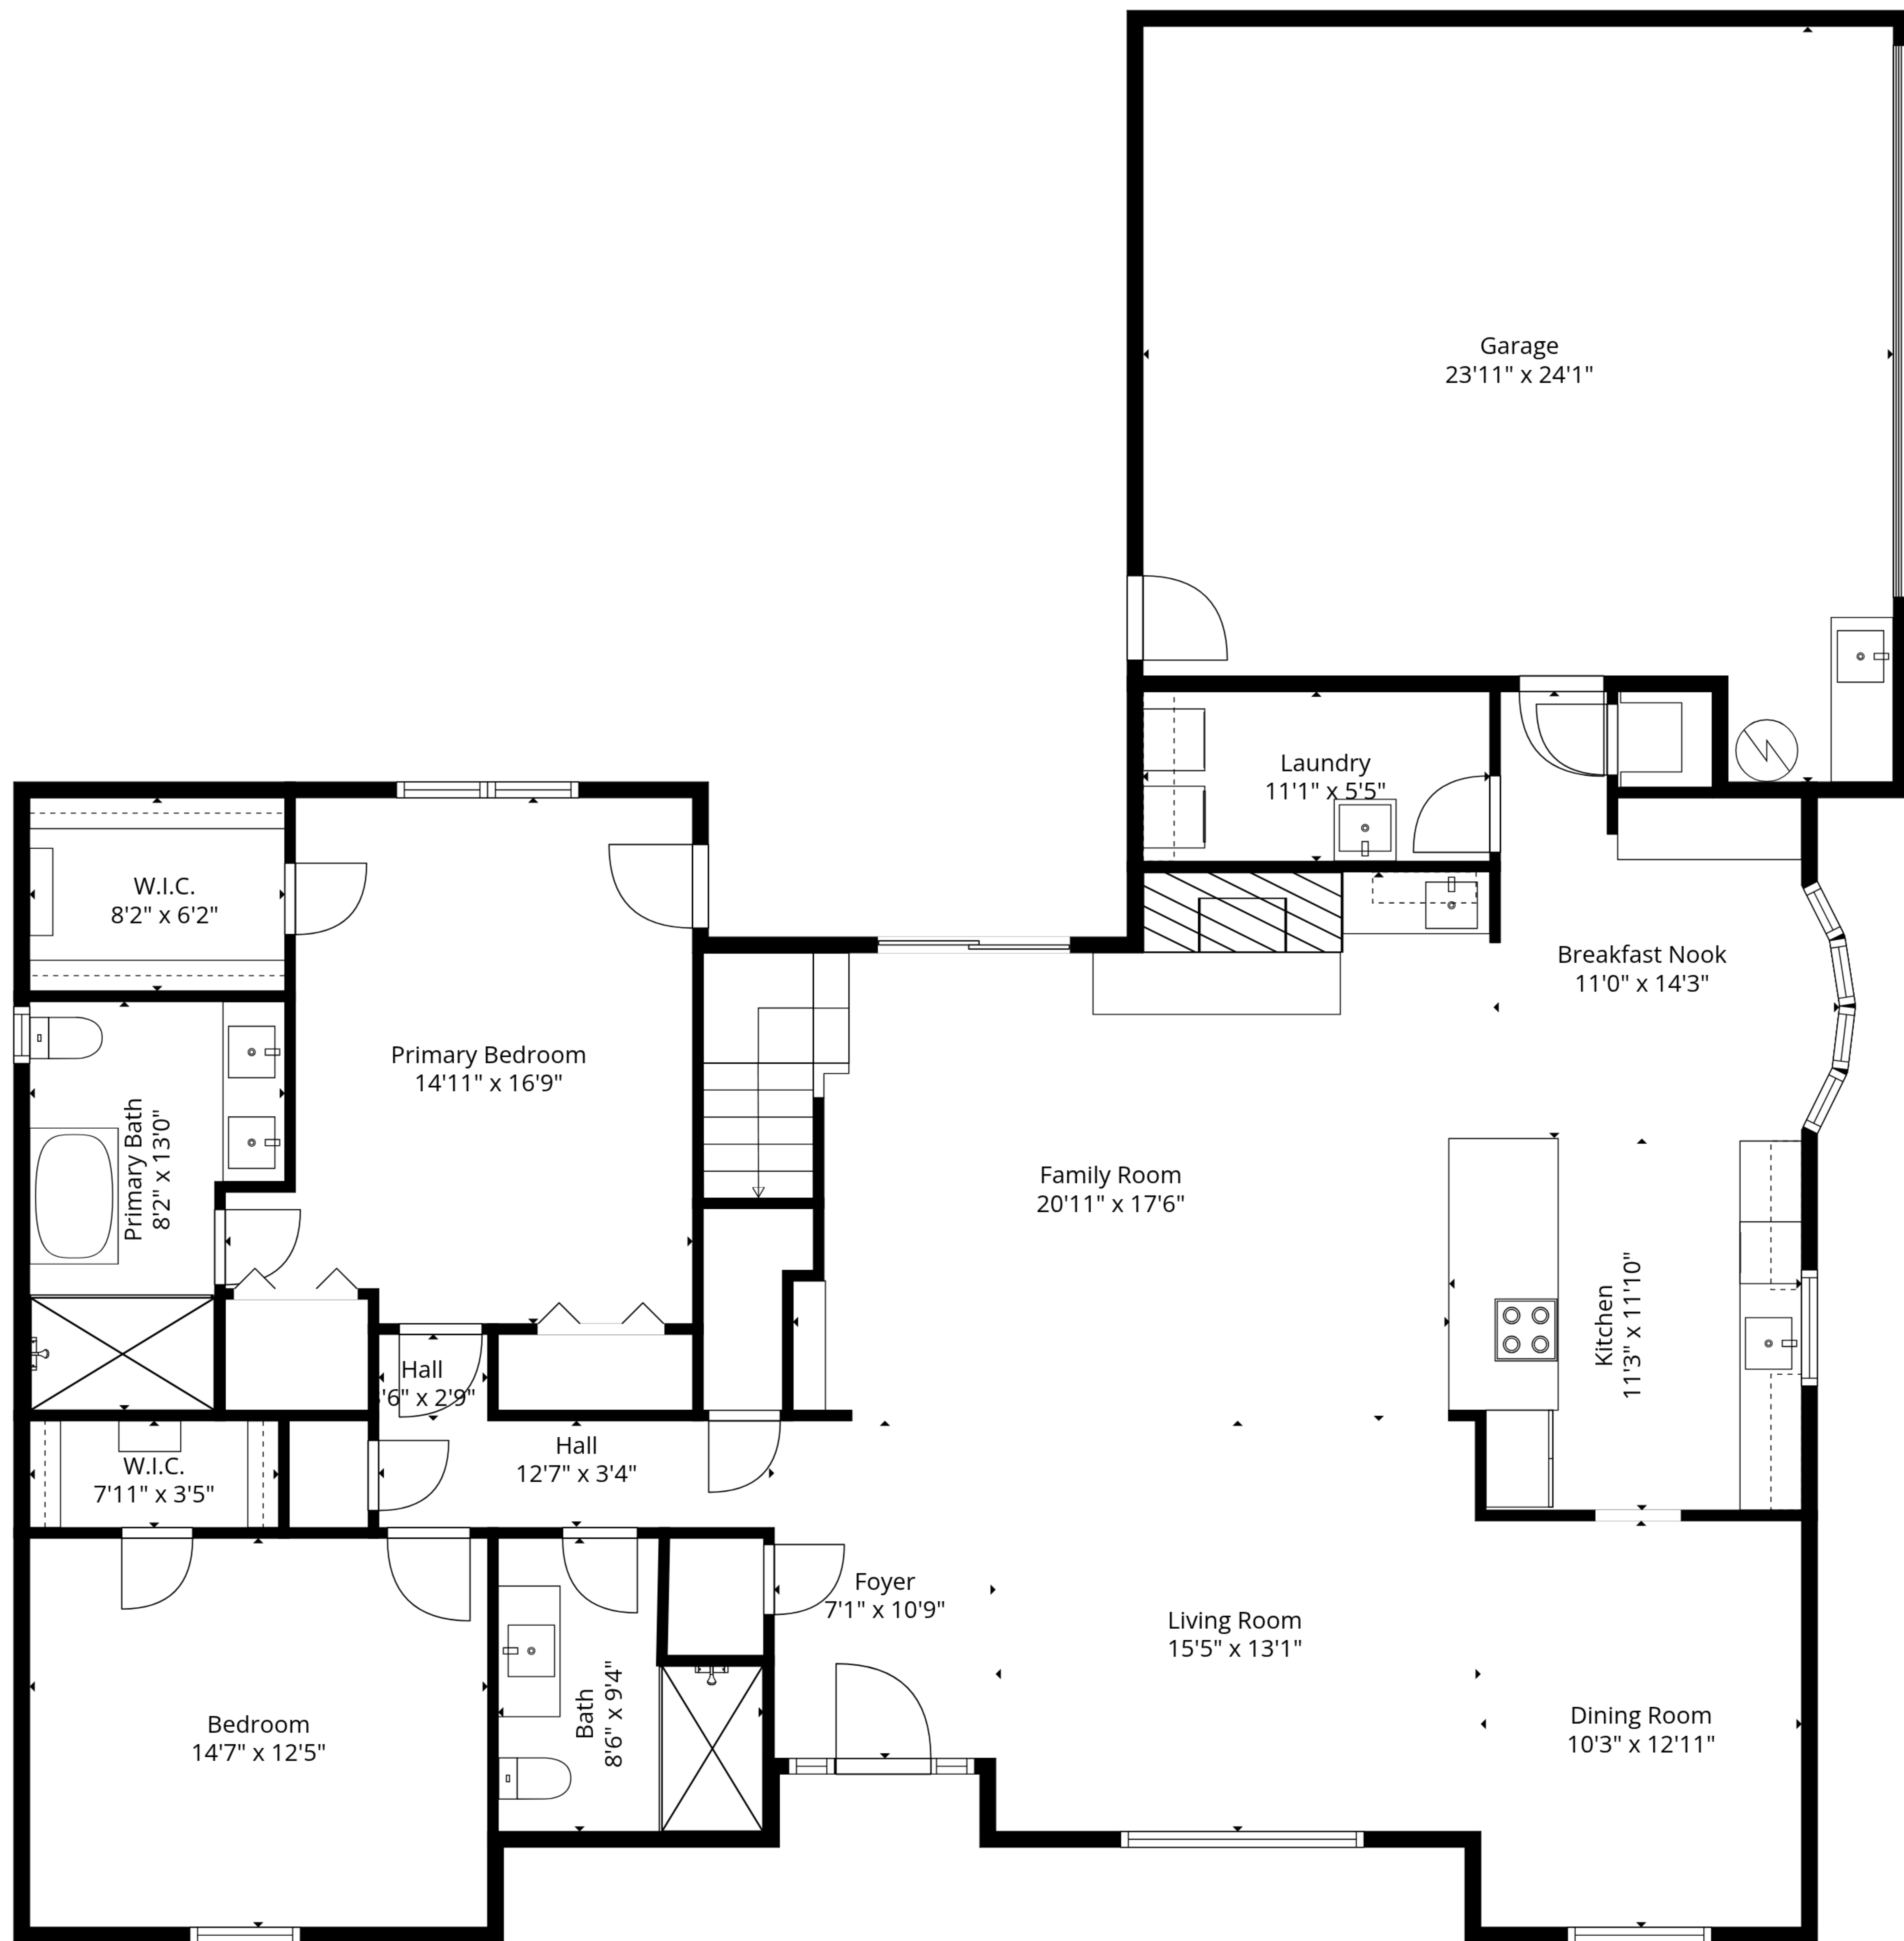 Garage
23'11" x 24'1"
Laundry
11'1" x 5'5"
W.I.C.
8'2" x 6'2"
Breakfast Nook
11'0" x 14'3"
Primary Bedroom
14'11" x 16'9"
Primary Bath
8'2" x 13'0"
Family Room
20'11" x 17'6"
Kitchen
11'3" x 11'10"
Hall
'6" x 2'9"
Hall
12'7" x 3'4"
W.I.C.
7'11" x 3'5"
Foyer
7'1" x 10'9"
Living Room
15'5" x 13'1"
Bedroom
14'7" x 12'5"
Bath
8'6" x 9'4"
Dining Room
10'3" x 12'11"